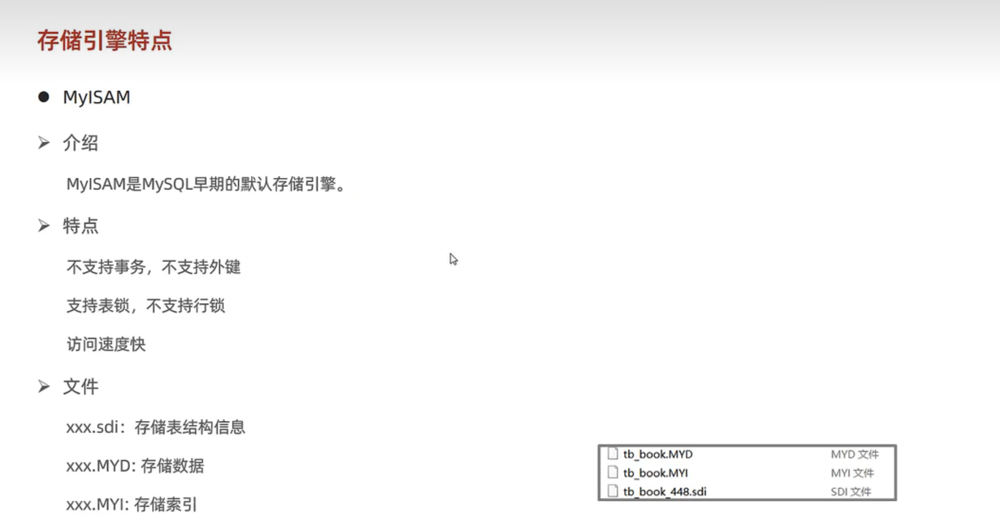 存储引擎特点
MyISAM
介绍
MyISAM是MySQL早期的默认存储引擎。
特点
不支持事务，不支持外键
支持表锁，不支持行锁
访问速度快
文件
xxx.sdi：存储表结构信息
xxx.MYD: 存储数据
xxx.MYI: 存储索引
tb_book.MYD MYD 文件
tb_book.MYI MYI 文件
tb_book_448.sdi SDI 文件